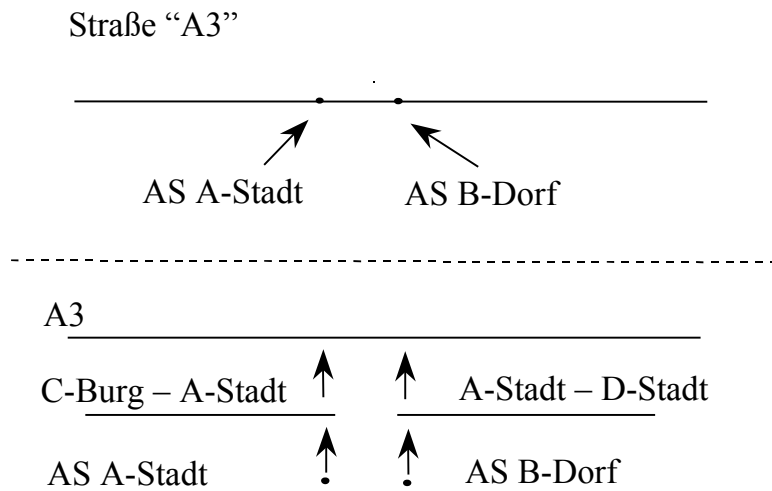 Straße “A3”
AS A-Stadt
AS B-Dorf
A3
C-Burg – A-Stadt
A-Stadt – D-Stadt
AS A-Stadt
AS B-Dorf